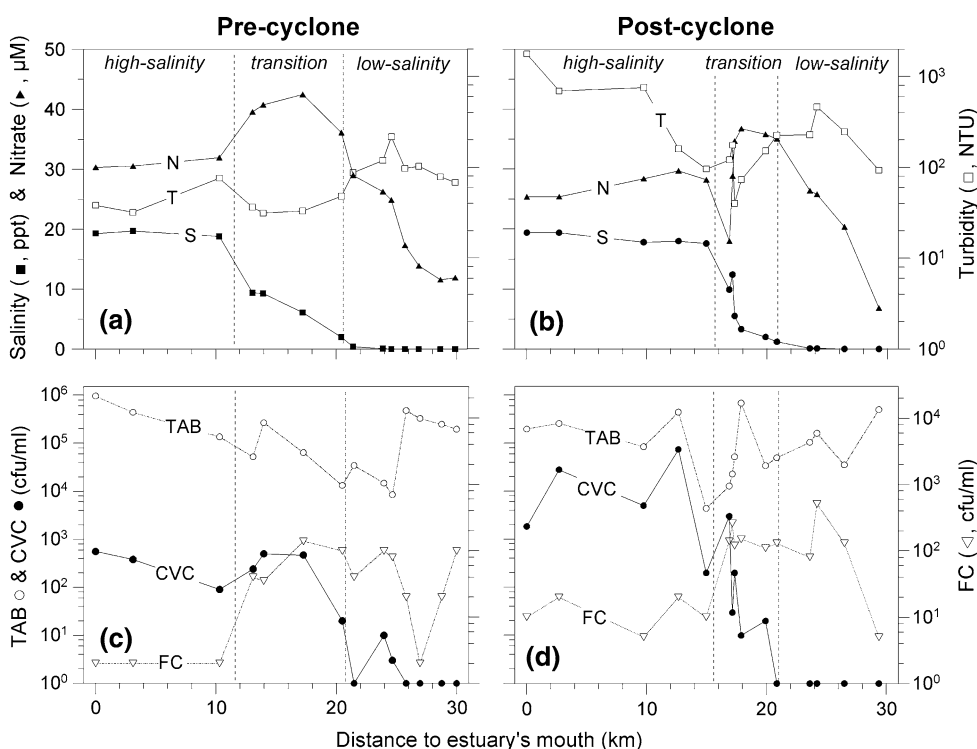 Pre-cyclone
Post-cyclone
Salinity (■, ppt) & Nitrate (▲, µM)
50
40
30
20
10
0
high-salinity
transition
low-salinity
N
T
S
(a)
high-salinity
transition
low-salinity
T
N
S
(b)
10³
10²
10¹
10⁰
Turbidity (□, NTU)
TAB ○ & CVC ● (cfu/ml)
10⁶
10⁵
10⁴
10³
10²
10¹
10⁰
TAB
CVC
FC
(c)
0
10
20
30
TAB
CVC
FC
(d)
0
10
20
30
10⁴
10³
10²
10¹
10⁰
FC (▽, cfu/ml)
Distance to estuary's mouth (km)